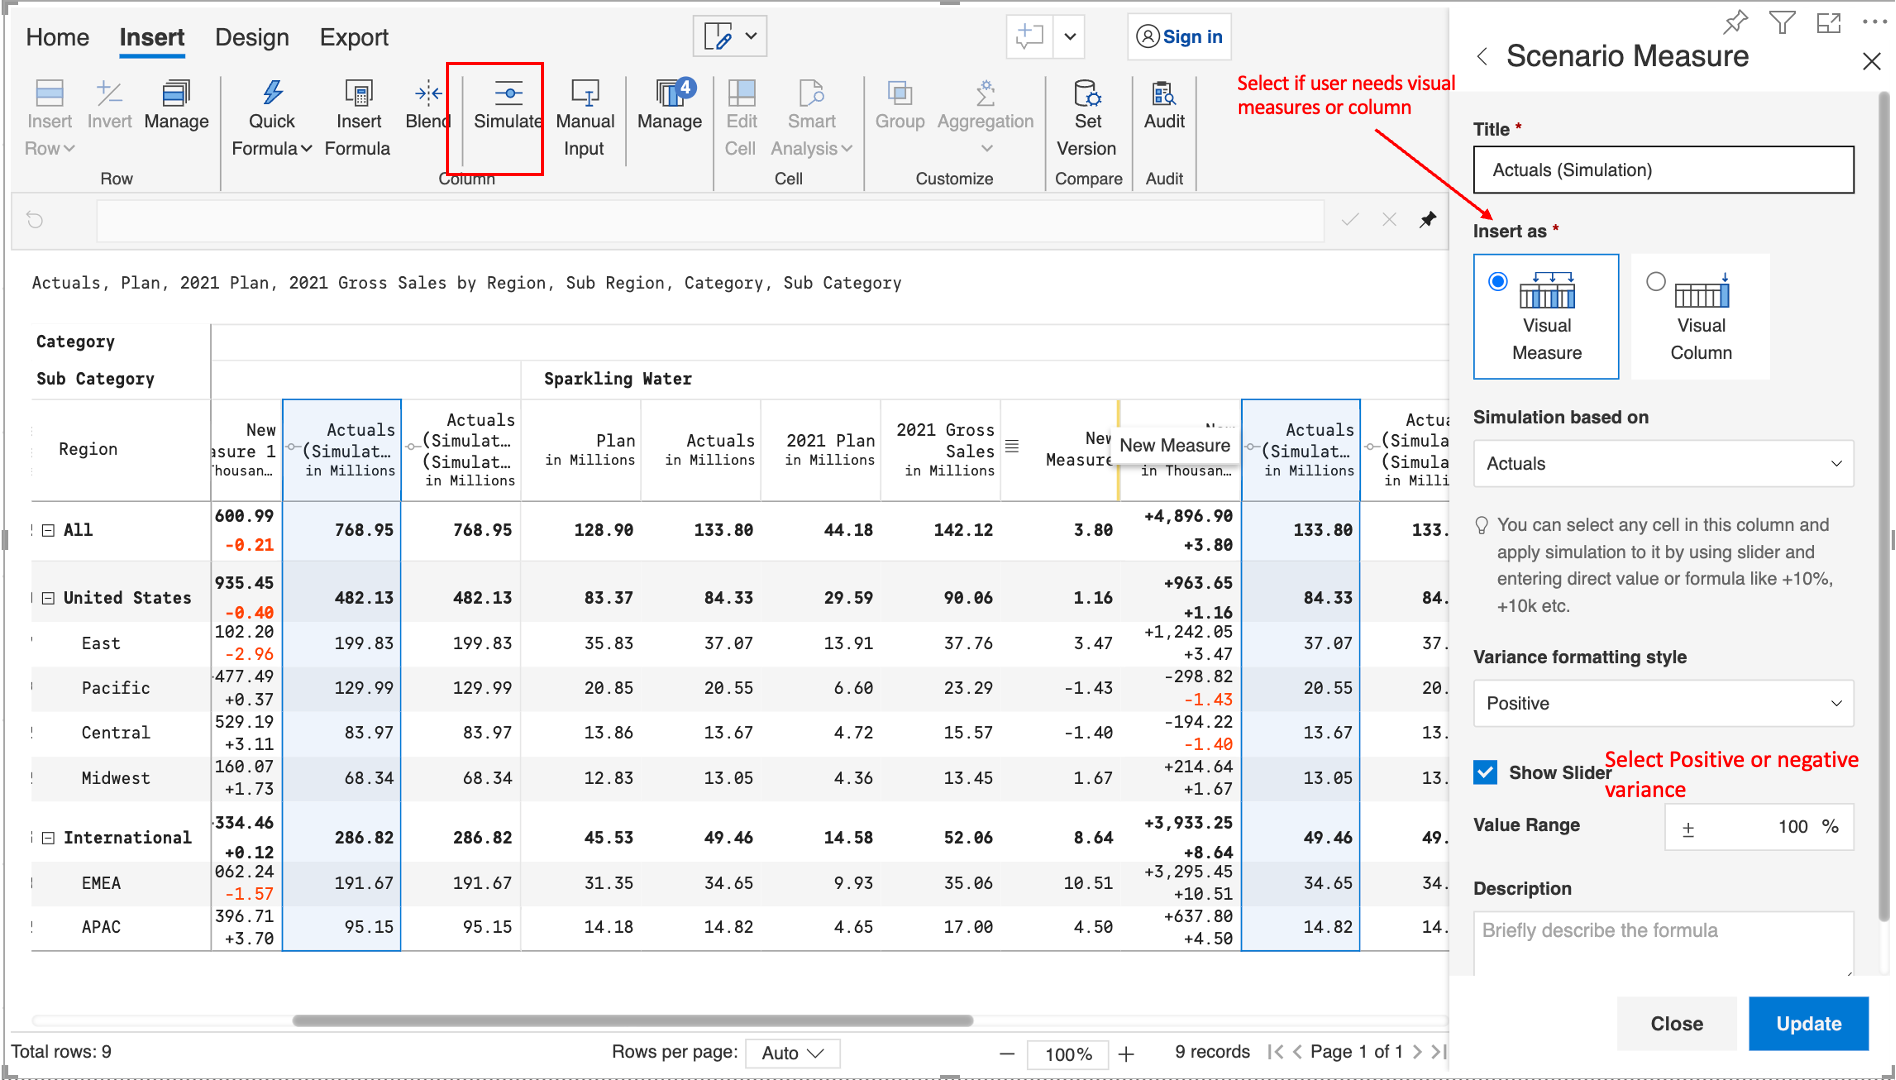 Home Insert Design Export
Sign in
Insert Row Invert Manage
Row
Quick Formula Insert Formula Blend Simulate Manual Input Manage 4
Column
Edit Cell Smart Analysis
Cell
Group Aggregation
Customize
Set Version
Compare
Audit
Audit
Select if user needs visual
measures or column
Actuals, Plan, 2021 Plan, 2021 Gross Sales by Region, Sub Region, Category, Sub Category
Category
Sub Category Sparkling Water
Region
New
asure 1
Thousan...
Actuals
(Simulat...
in Millions
Actuals
(Simulat...
(Simulat...
in Millions
Plan
in Millions
Actuals
in Millions
2021 Plan
in Millions
2021 Gross
Sales
in Millions
New
Measure
New Measure
in Thousan...
Actuals
(Simulat...
in Millions
Actua
(Simula
(Simula
in Milli
All 600.99 -0.21 768.95 768.95 128.90 133.80 44.18 142.12 3.80 +4,896.90 +3.80 133.80 133.
United States 935.45 -0.40 482.13 482.13 83.37 84.33 29.59 90.06 1.16 +963.65 +1.16 84.33 84.
East 102.20 -2.96 199.83 199.83 35.83 37.07 13.91 37.76 3.47 +1,242.05 +3.47 37.07 37.
Pacific 477.49 +0.37 129.99 129.99 20.85 20.55 6.60 23.29 -1.43 -298.82 -1.43 20.55 20.
Central 529.19 +3.11 83.97 83.97 13.86 13.67 4.72 15.57 -1.40 -194.22 -1.40 13.67 13.
Midwest 160.07 +1.73 68.34 68.34 12.83 13.05 4.36 13.45 1.67 +214.64 +1.67 13.05 13.
International 334.46 +0.12 286.82 286.82 45.53 49.46 14.58 52.06 8.64 +3,933.25 +8.64 49.46 49.
EMEA 062.24 -1.57 191.67 191.67 31.35 34.65 9.93 35.06 10.51 +3,295.45 +10.51 34.65 34.
APAC 396.71 +3.70 95.15 95.15 14.18 14.82 4.65 17.00 4.50 +637.80 +4.50 14.82 14.
Total rows: 9 Rows per page: Auto 100% 9 records Page 1 of 1
Scenario Measure
Title *
Actuals (Simulation)
Insert as *
Visual
Measure
Visual
Column
Simulation based on
Actuals
You can select any cell in this column and
apply simulation to it by using slider and
entering direct value or formula like +10%,
+10k etc.
Variance formatting style
Positive
Show Slider
Select Positive or negative
variance
Value Range ± 100 %
Description
Briefly describe the formula
Close Update